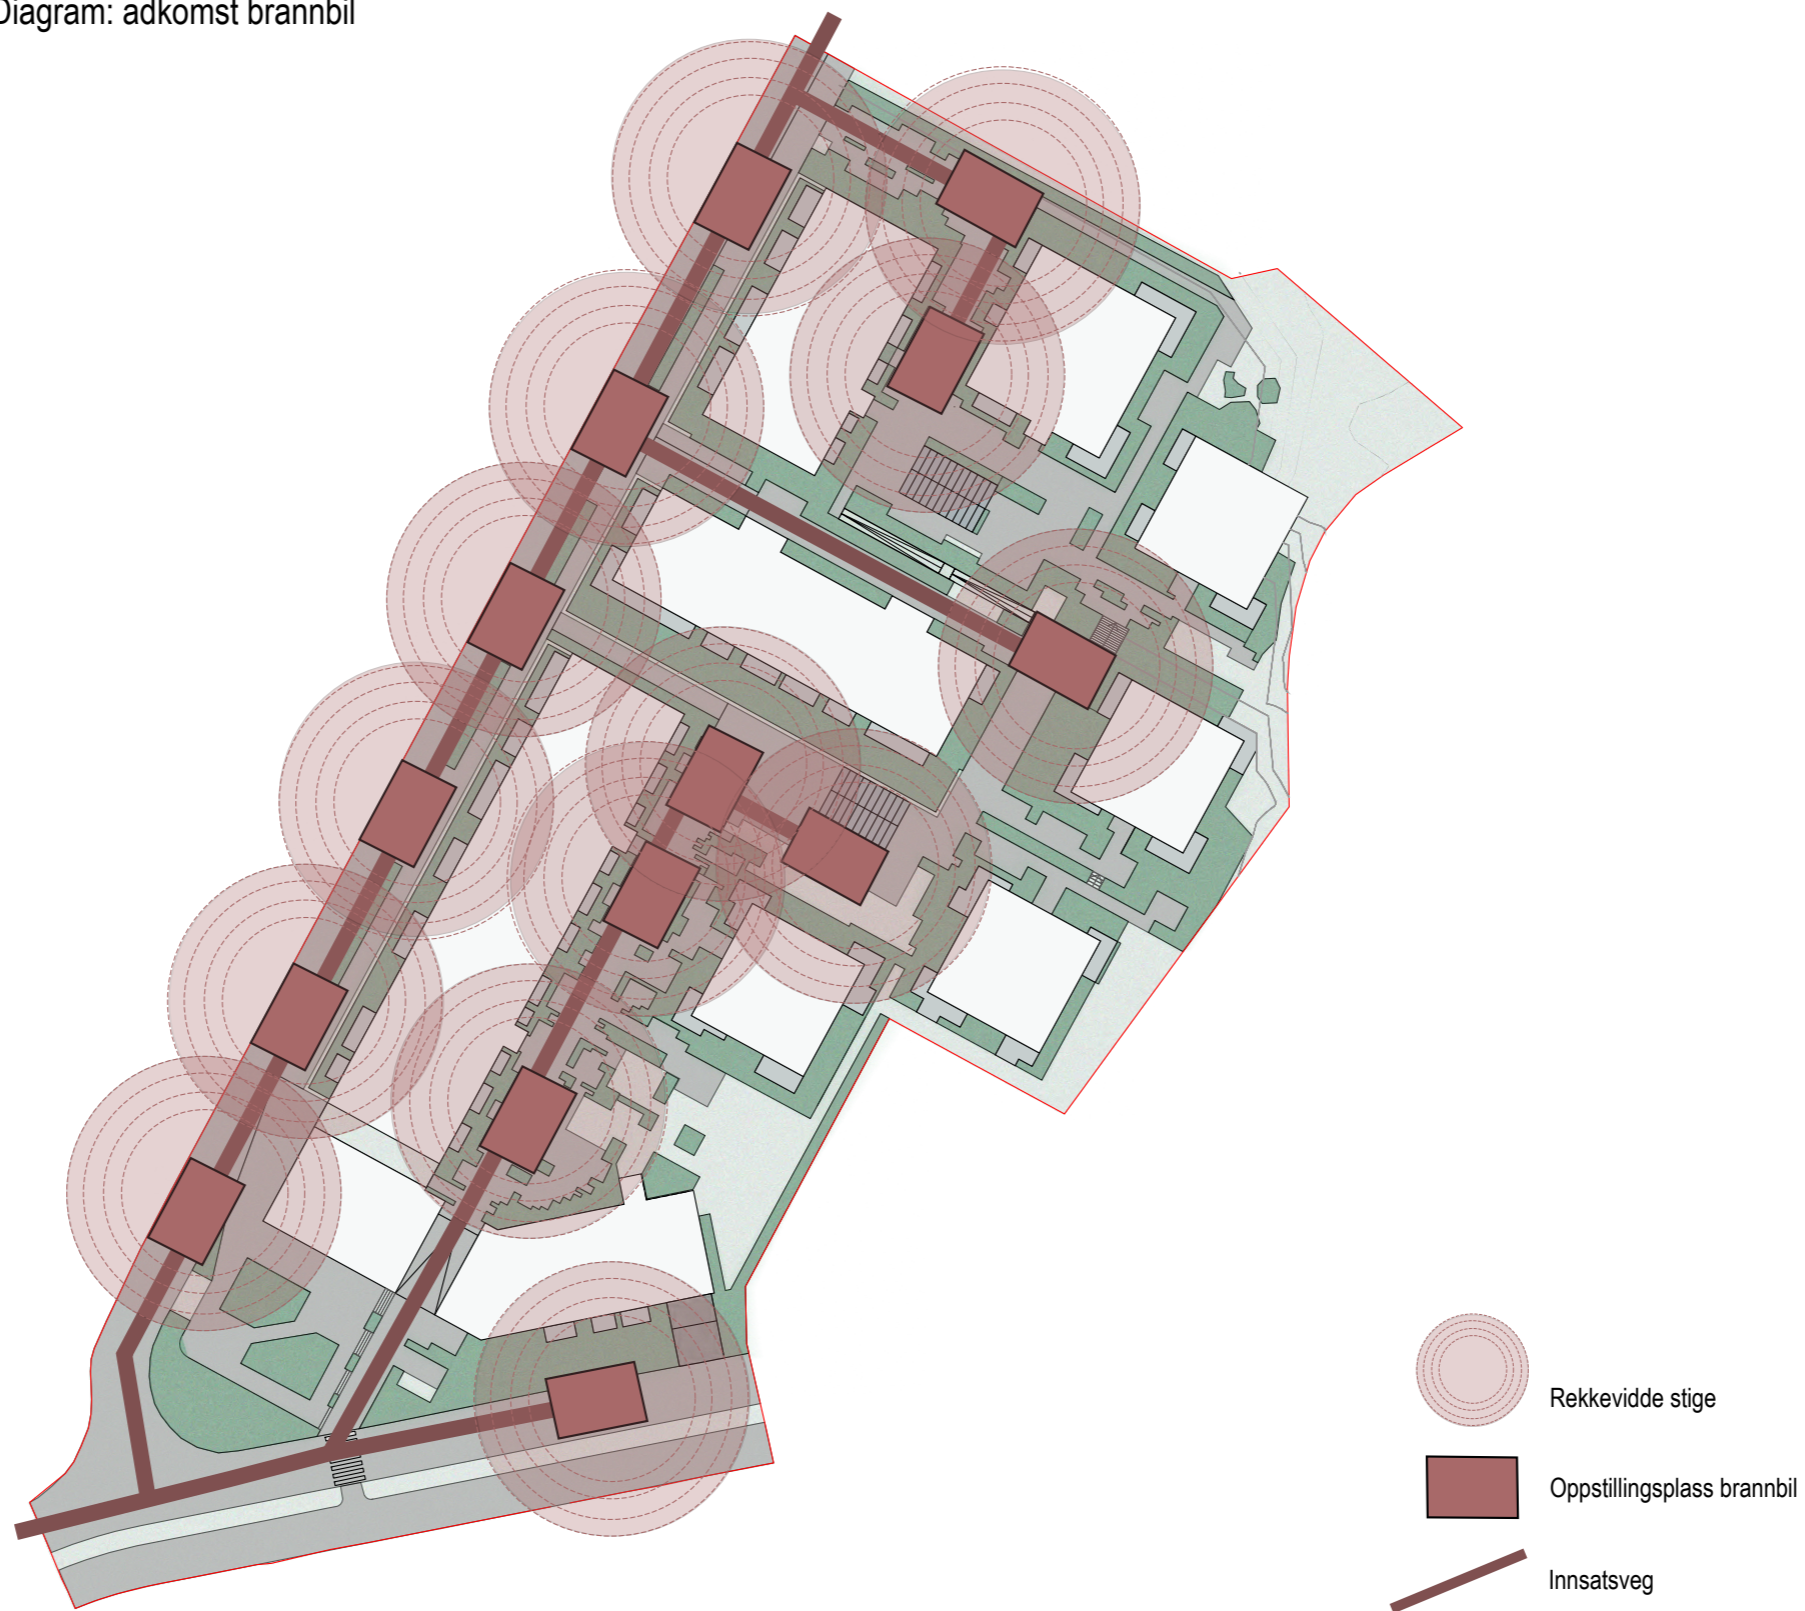 Diagram: adkomst brannbil
Rekkevidde stige
Oppstillingsplass brannbil
Innsatsveg